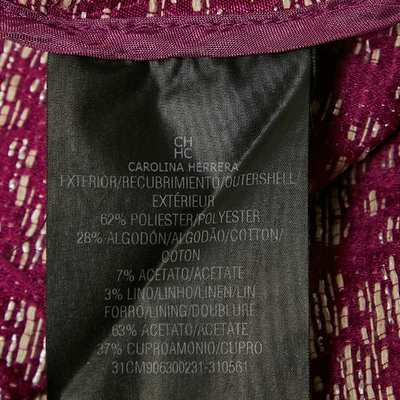 CH
HC
CAROLINA HERRERA
EXTERIOR/RECUBRIMIENTO/OUTERSHELL/
EXTÉRIEUR
62% POLIESTER/POLYESTER
28% ALGODÓN/ALGODÃO/COTTON/
COTON
7% ACETATO/ACETATE
3% LINO/LINHO/LINEN/LIN
FORRO/LINING/DOUBLURE
63% ACETATO/ACETATE
37% CUPROAMONIO/CUPRO
31CM906300231-310561